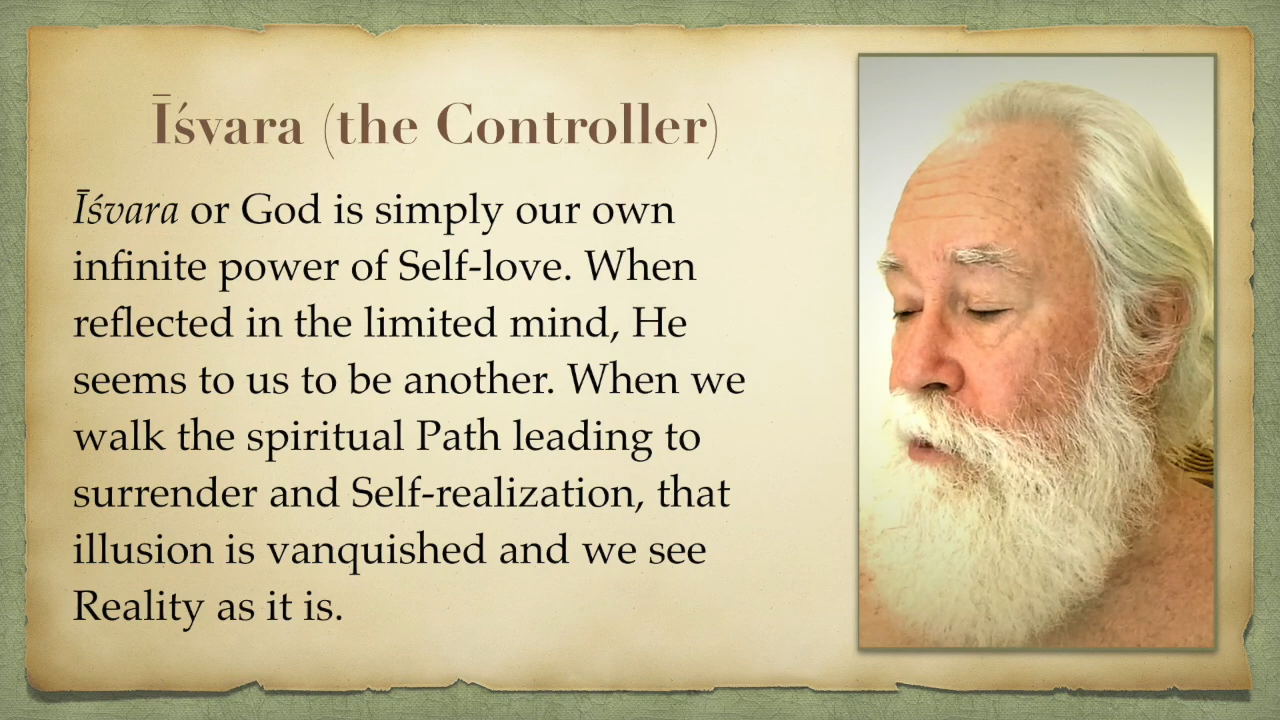 Īśvara (the Controller)
Īśvara or God is simply our own
infinite power of Self-love. When
reflected in the limited mind, He
seems to us to be another. When we
walk the spiritual Path leading to
surrender and Self-realization, that
illusion is vanquished and we see
Reality as it is.